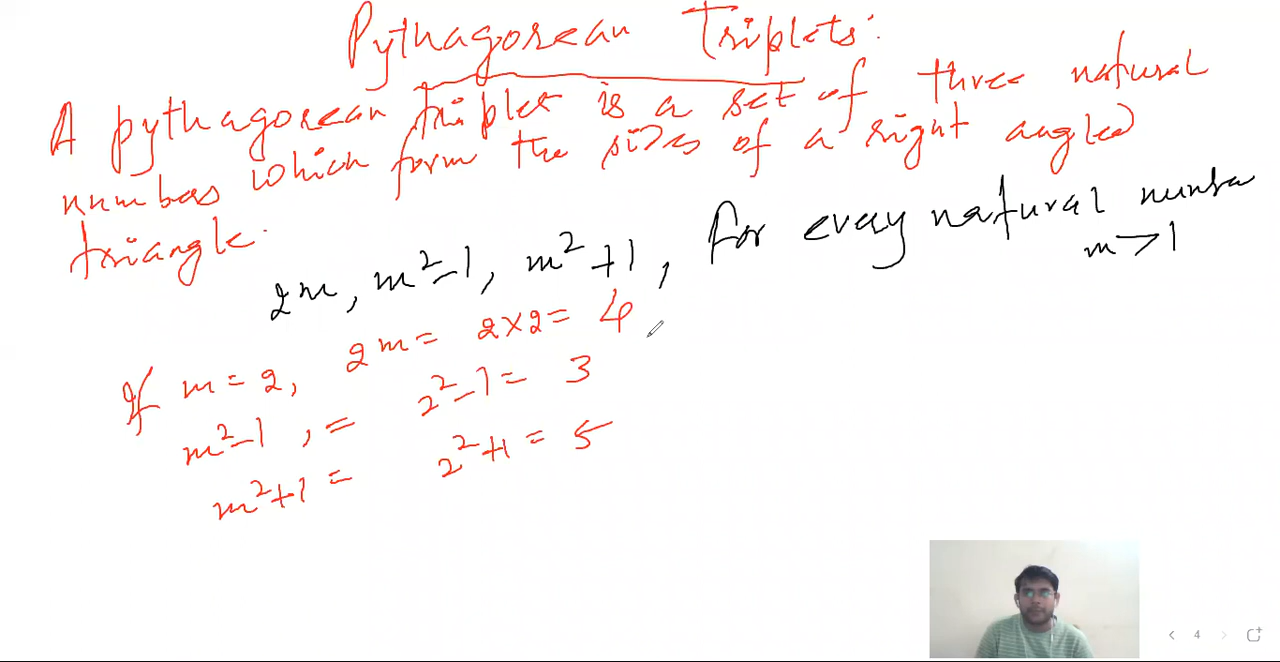 Pythagorean Triplets:
A pythagorean triplet is a set of three natural
numbers which form the sides of a right angled
triangle.
2m, m²-1, m²+1, for every natural
m>1
If m=2, 2m= 2×2= 4
m²-1, = 2²-1= 3
m²+1= 2²+1= 5
< 4 >